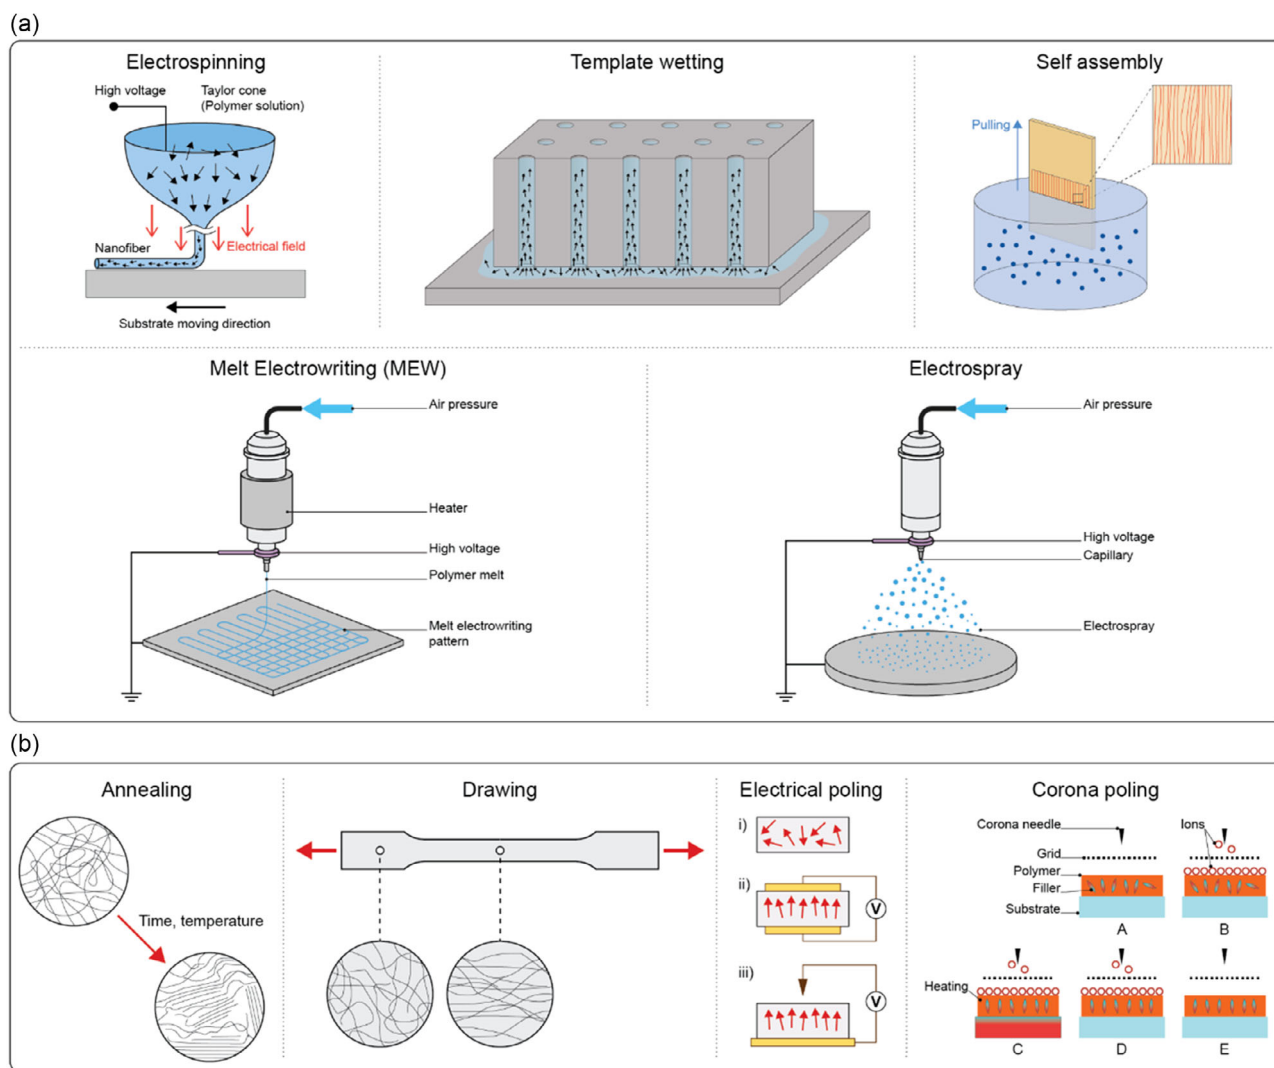 (a)
Electrospinning
High voltage
Taylor cone
(Polymer solution)
Nanofiber
Electrical field
Substrate moving direction
Template wetting
Self assembly
Pulling
Melt Electrowriting (MEW)
Air pressure
Heater
High voltage
Polymer melt
Melt electrowriting
pattern
Electrospray
Air pressure
High voltage
Capillary
Electrospray
(b)
Annealing
Time, temperature
Drawing
Electrical poling
i)
ii)
V
iii)
V
Corona poling
Corona needle
Grid
Polymer
Filler
Substrate
A
Ions
B
Heating
C
D
E